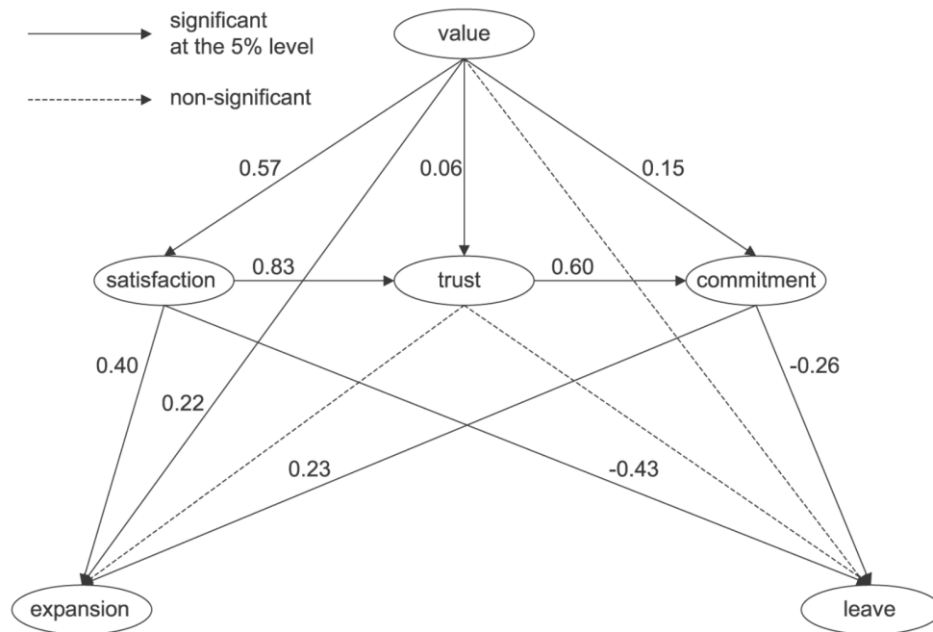 significant
at the 5% level
value
non-significant
0.57
0.06
0.15
satisfaction
0.83
trust
0.60
commitment
0.40
0.22
-0.26
0.23
-0.43
expansion
leave